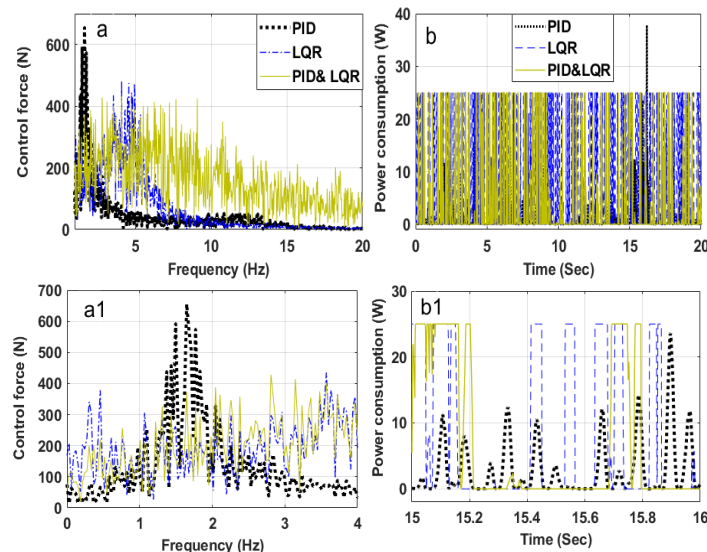 a
PID
LQR
PID& LQR
Control force (N)
0
200
400
600
5
10
15
20
Frequency (Hz)
b
PID
LQR
PID&LQR
Power consumption (W)
0
10
20
30
40
0
5
10
15
20
Time (Sec)
a1
Control force (N)
0
100
200
300
400
500
600
700
0
1
2
3
4
Frequency (Hz)
b1
Power consumption (W)
0
10
20
30
15
15.2
15.4
15.6
15.8
16
Time (Sec)